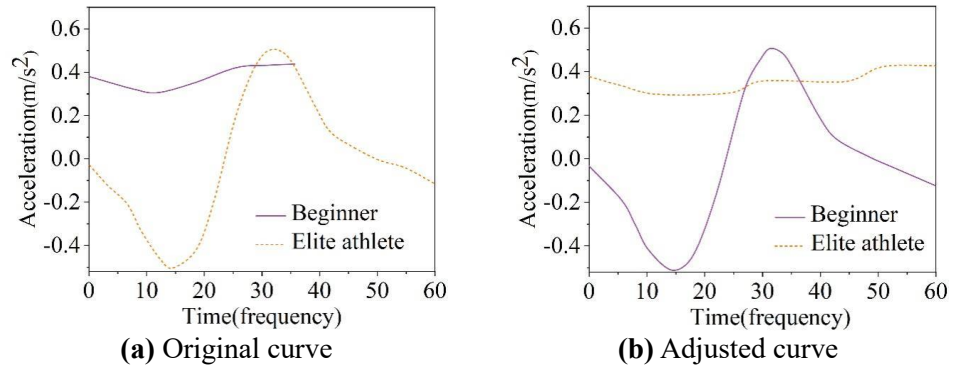 0.6
0.4
0.2
0.0
-0.2
-0.4
Acceleration(m/s²)
Beginner
Elite athlete
0 10 20 30 40 50 60
Time(frequency)
(a) Original curve
0.6
0.4
0.2
0.0
-0.2
-0.4
Acceleration(m/s²)
Beginner
Elite athlete
0 10 20 30 40 50 60
Time(frequency)
(b) Adjusted curve